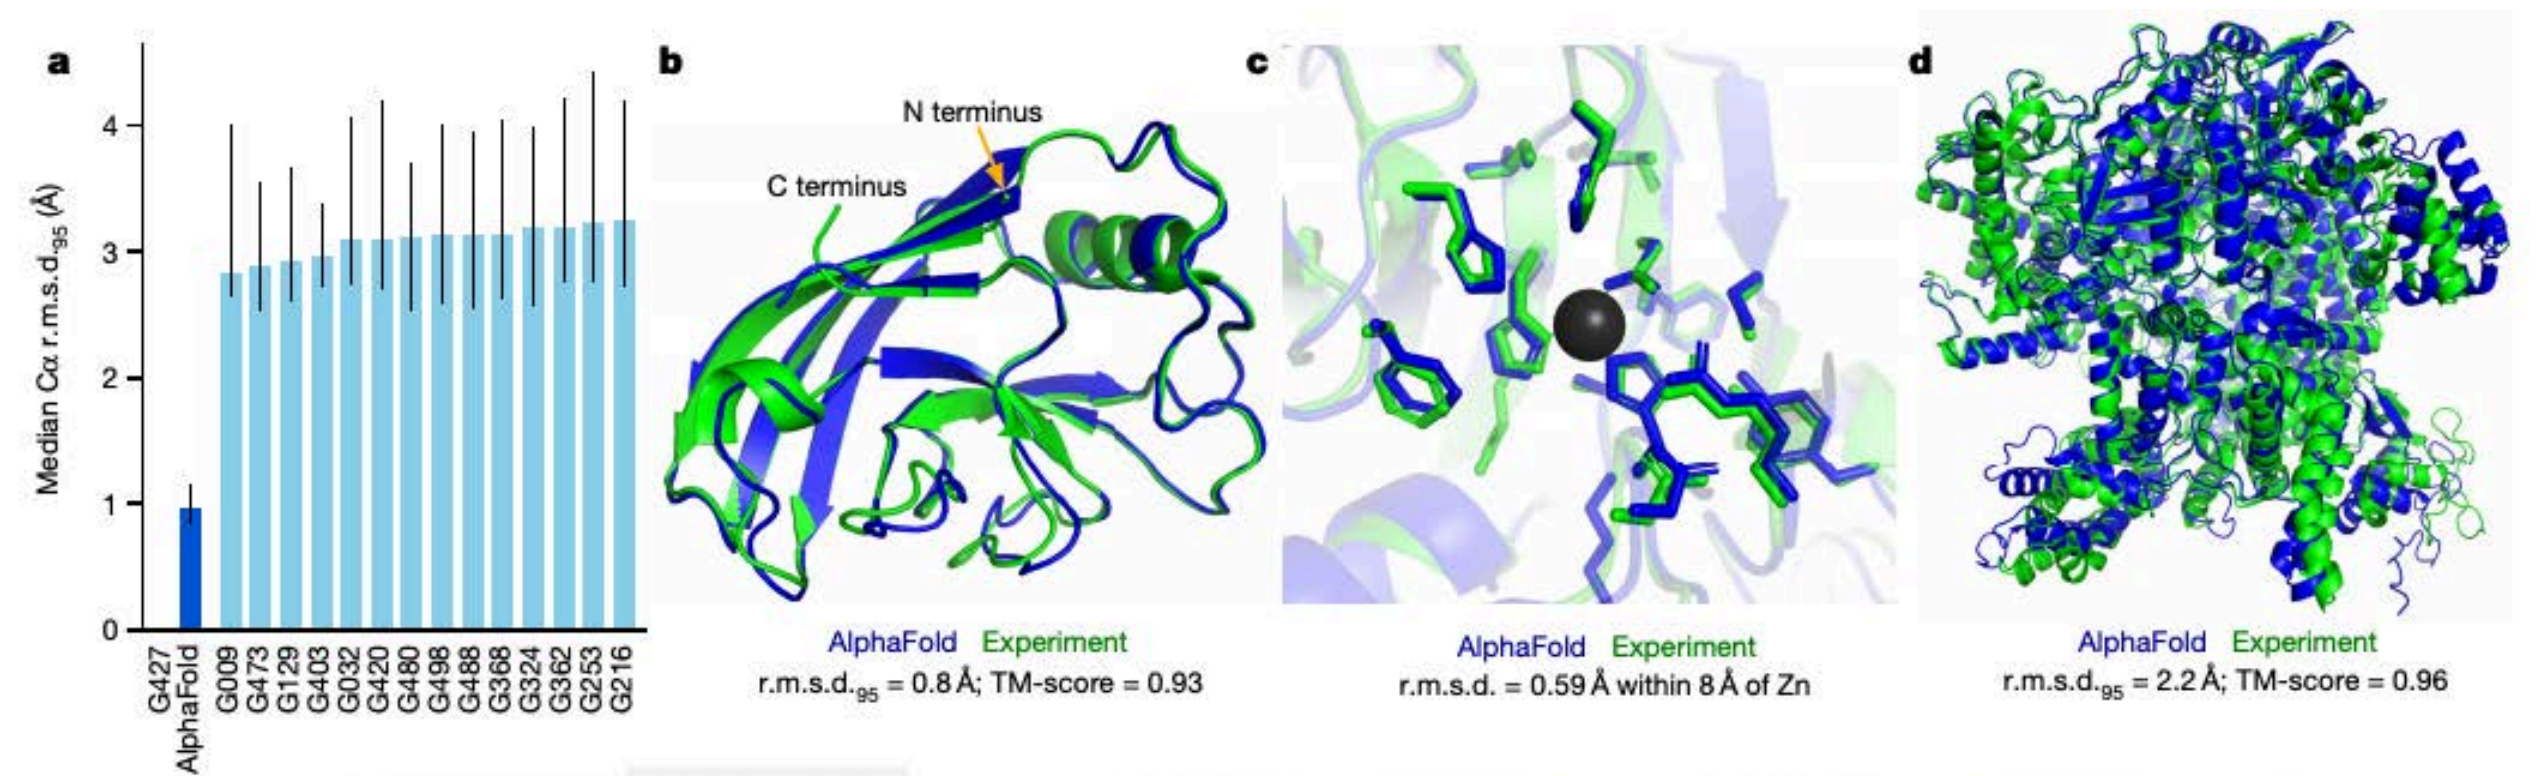 a
Median Cα r.m.s.d.95 (Å)
4
3
2
1
0
G427
AlphaFold
G009
G473
G129
G403
G032
G420
G480
G498
G488
G368
G324
G362
G253
G216
b
N terminus
C terminus
AlphaFold Experiment
r.m.s.d.95 = 0.8 Å; TM-score = 0.93
c
AlphaFold Experiment
r.m.s.d. = 0.59 Å within 8 Å of Zn
d
AlphaFold Experiment
r.m.s.d.95 = 2.2 Å; TM-score = 0.96